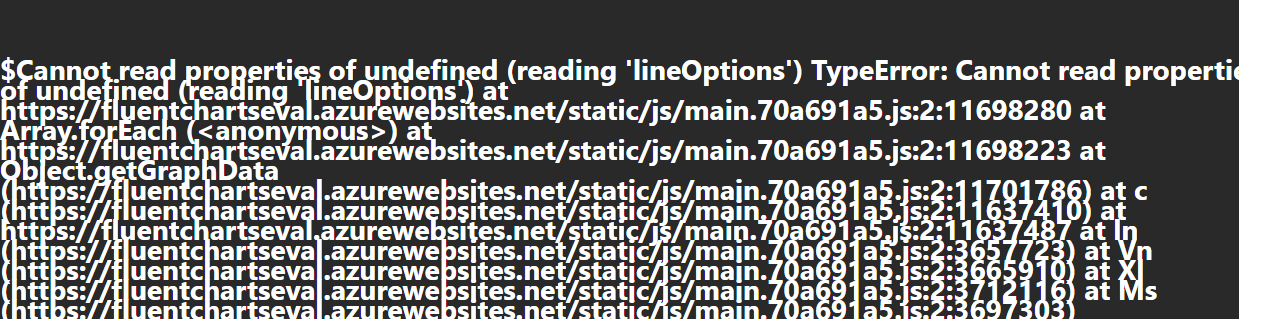 $Cannot read properties of undefined (reading 'lineOptions') TypeError: Cannot read
of undefined (reading 'lineOptions') at
https://fluentchartseval.azurewebsites.net/static/js/main.70a691a5.js:2:11698280 at
Array.forEach (<anonymous>) at
https://fluentchartseval.azurewebsites.net/static/js/main.70a691a5.js:2:11698223 at
Object.getGraphData
(https://fluentchartseval.azurewebsites.net/static/js/main.70a691a5.js:2:11701786) at c
(https://fluentchartseval.azurewebsites.net/static/js/main.70a691a5.js:2:11637410) at
https://fluentchartseval.azurewebsites.net/static/js/main.70a691a5.js:2:11637487 at
(https://fluentchartseval.azurewebsites.net/static/js/main.70a691a5.js:2:3657723) at Vn
(https://fluentchartseval.azurewebsites.net/static/js/main.70a691a5.js:2:3665910) at
(https://fluentchartseval.azurewebsites.net/static/js/main.70a691a5.js:2:3712116) at Ms
(https://fluentchartseval.azurewebsites.net/static/js/main.70a691a5.js:2:3697303)